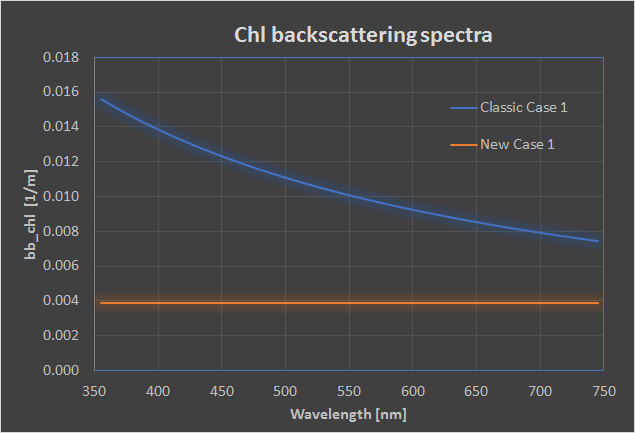 Chl backscattering spectra
0.018
0.016
0.014
0.012
0.010
0.008
0.006
0.004
0.002
0.000
bb_chl [1/m]
Classic Case 1
New Case 1
350 400 450 500 550 600 650 700 750
Wavelength [nm]